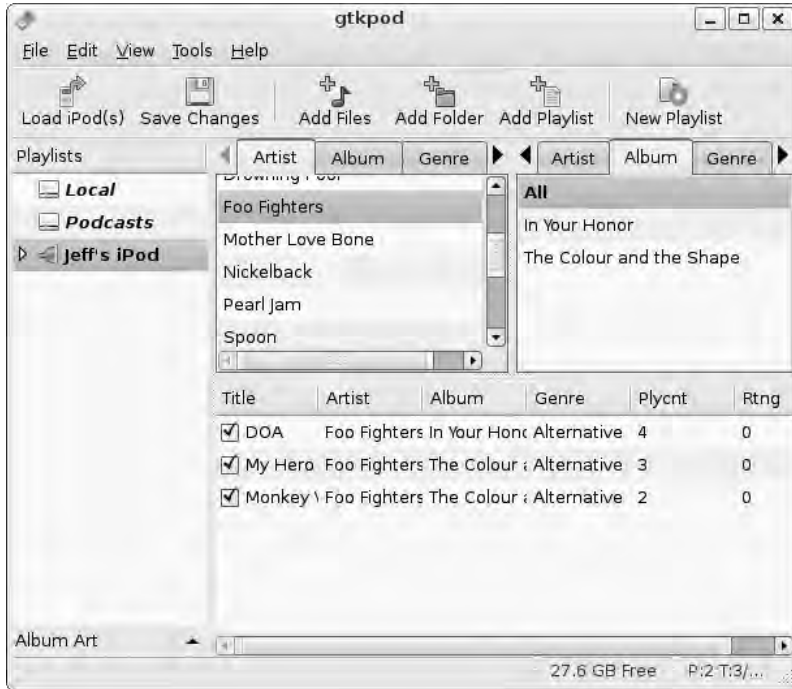 gtkpod
File Edit View Tools Help
Load iPod(s) Save Changes Add Files Add Folder Add Playlist New Playlist
Playlists
Local
Podcasts
Jeff's iPod
Artist Album Genre
Foo Fighters
Mother Love Bone
Nickelback
Pearl Jam
Spoon
Artist Album Genre
All
In Your Honor
The Colour and the Shape
Title Artist Album Genre Plycnt Rtng
DOA Foo Fighters In Your Alternative 4 0
My Hero Foo Fighters The Colour Alternative 3 0
Monkey Foo Fighters The Colour Alternative 2 0
Album Art
27.6 GB Free P:2 T:3/...